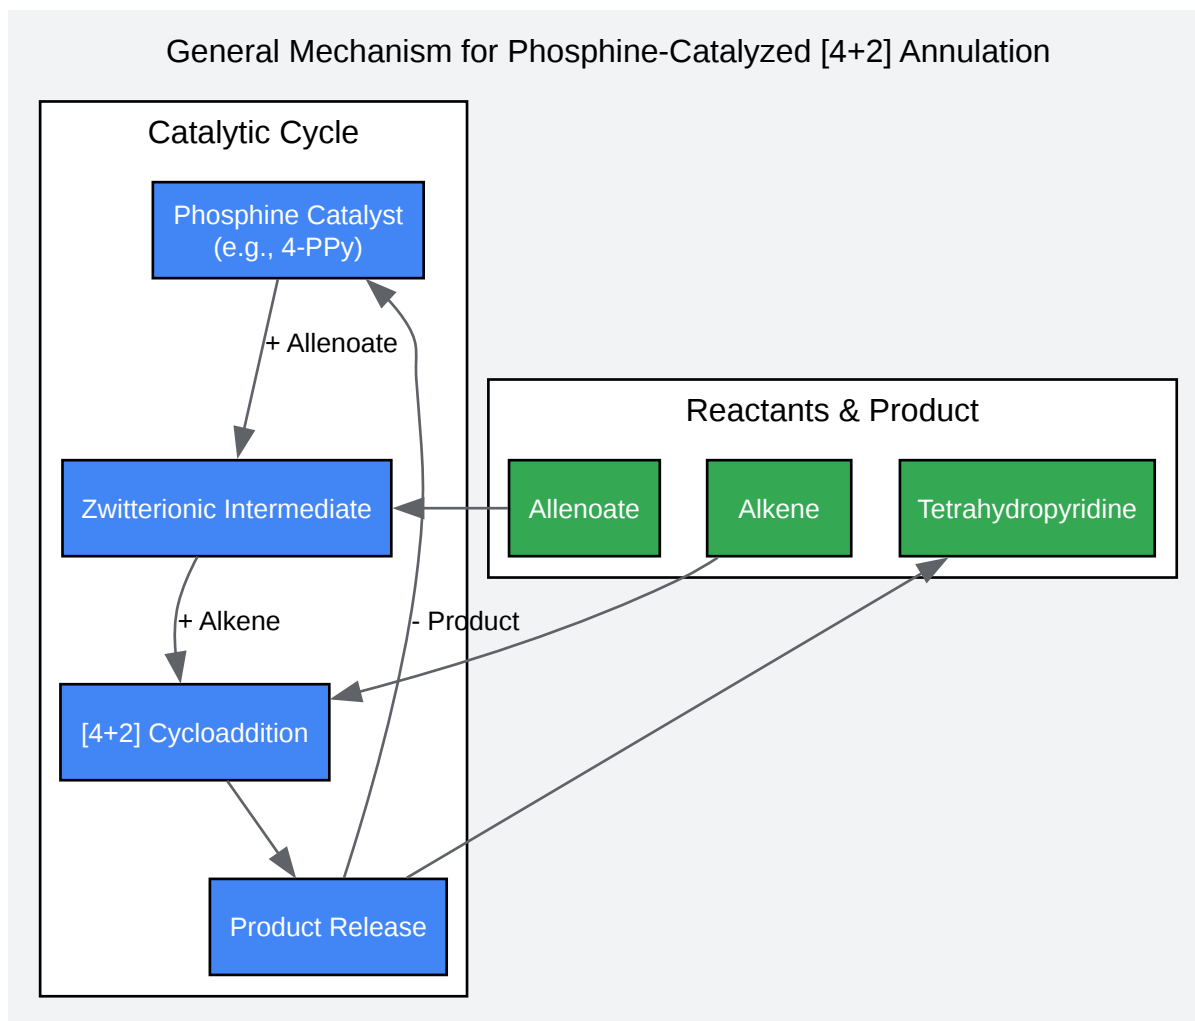 General Mechanism for Phosphine-Catalyzed [4+2] Annulation
Catalytic Cycle
Phosphine Catalyst
(e.g., 4-PPy)
+ Allenoate
Reactants & Product
Zwitterionic Intermediate
Allenoate
Alkene
Tetrahydropyridine
+ Alkene
- Product
[4+2] Cycloaddition
Product Release